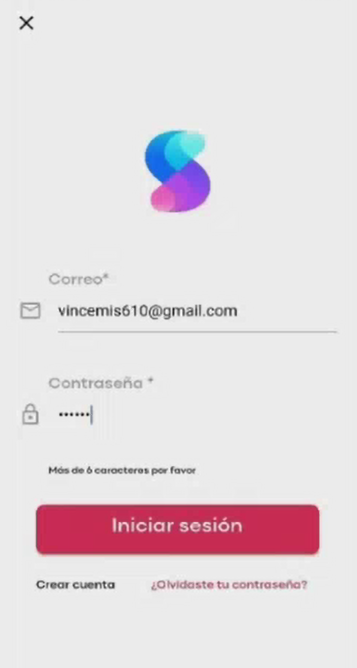 Correo*
vincemis610@gmail.com
Contraseña *
••••••
Más de 6 caracteres por favor
Iniciar sesión
Crear cuenta
¿Olvidaste tu contraseña?